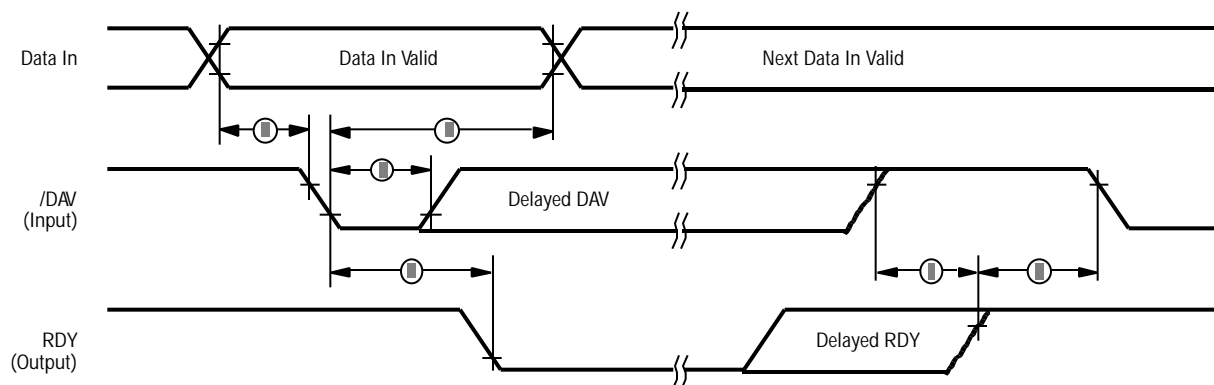 Data In
Data In Valid
Next Data In Valid
/DAV
(Input)
Delayed DAV
RDY
(Output)
Delayed RDY